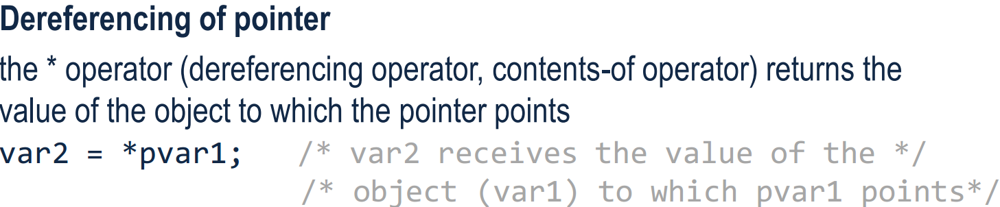 Dereferencing of pointer
the * operator (dereferencing operator, contents-of operator) returns the
value of the object to which the pointer points
var2 = *pvar1;   /* var2 receives the value of the */
/* object (var1) to which pvar1 points*/